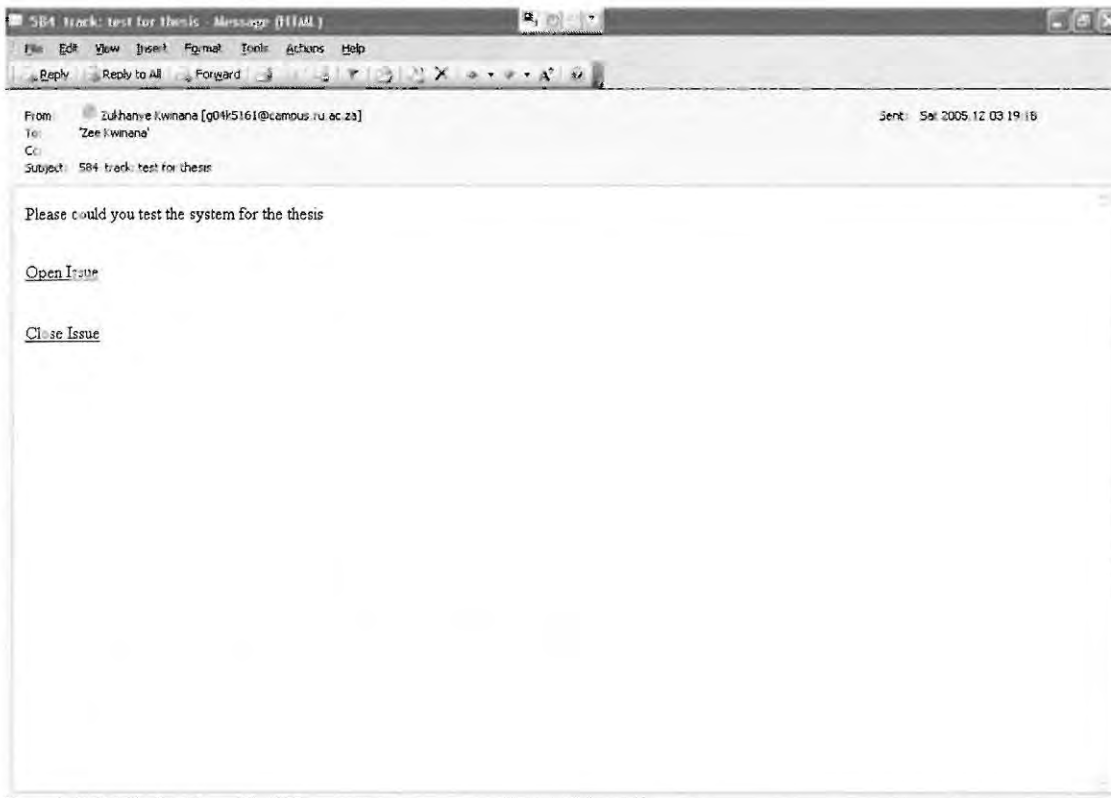 584 track: test for thesis - Message (HTML)
File Edit View Insert Format Tools Actions Help
Reply Reply to All Forward
From: Zukhanye Kwinana [g04k5161@campus.ru.ac.za] Sent: Sat 2005.12.03 19:18
To: 'Zee Kwinana'
Cc:
Subject: 584 track: test for thesis
Please could you test the system for the thesis
Open Issue
Close Issue